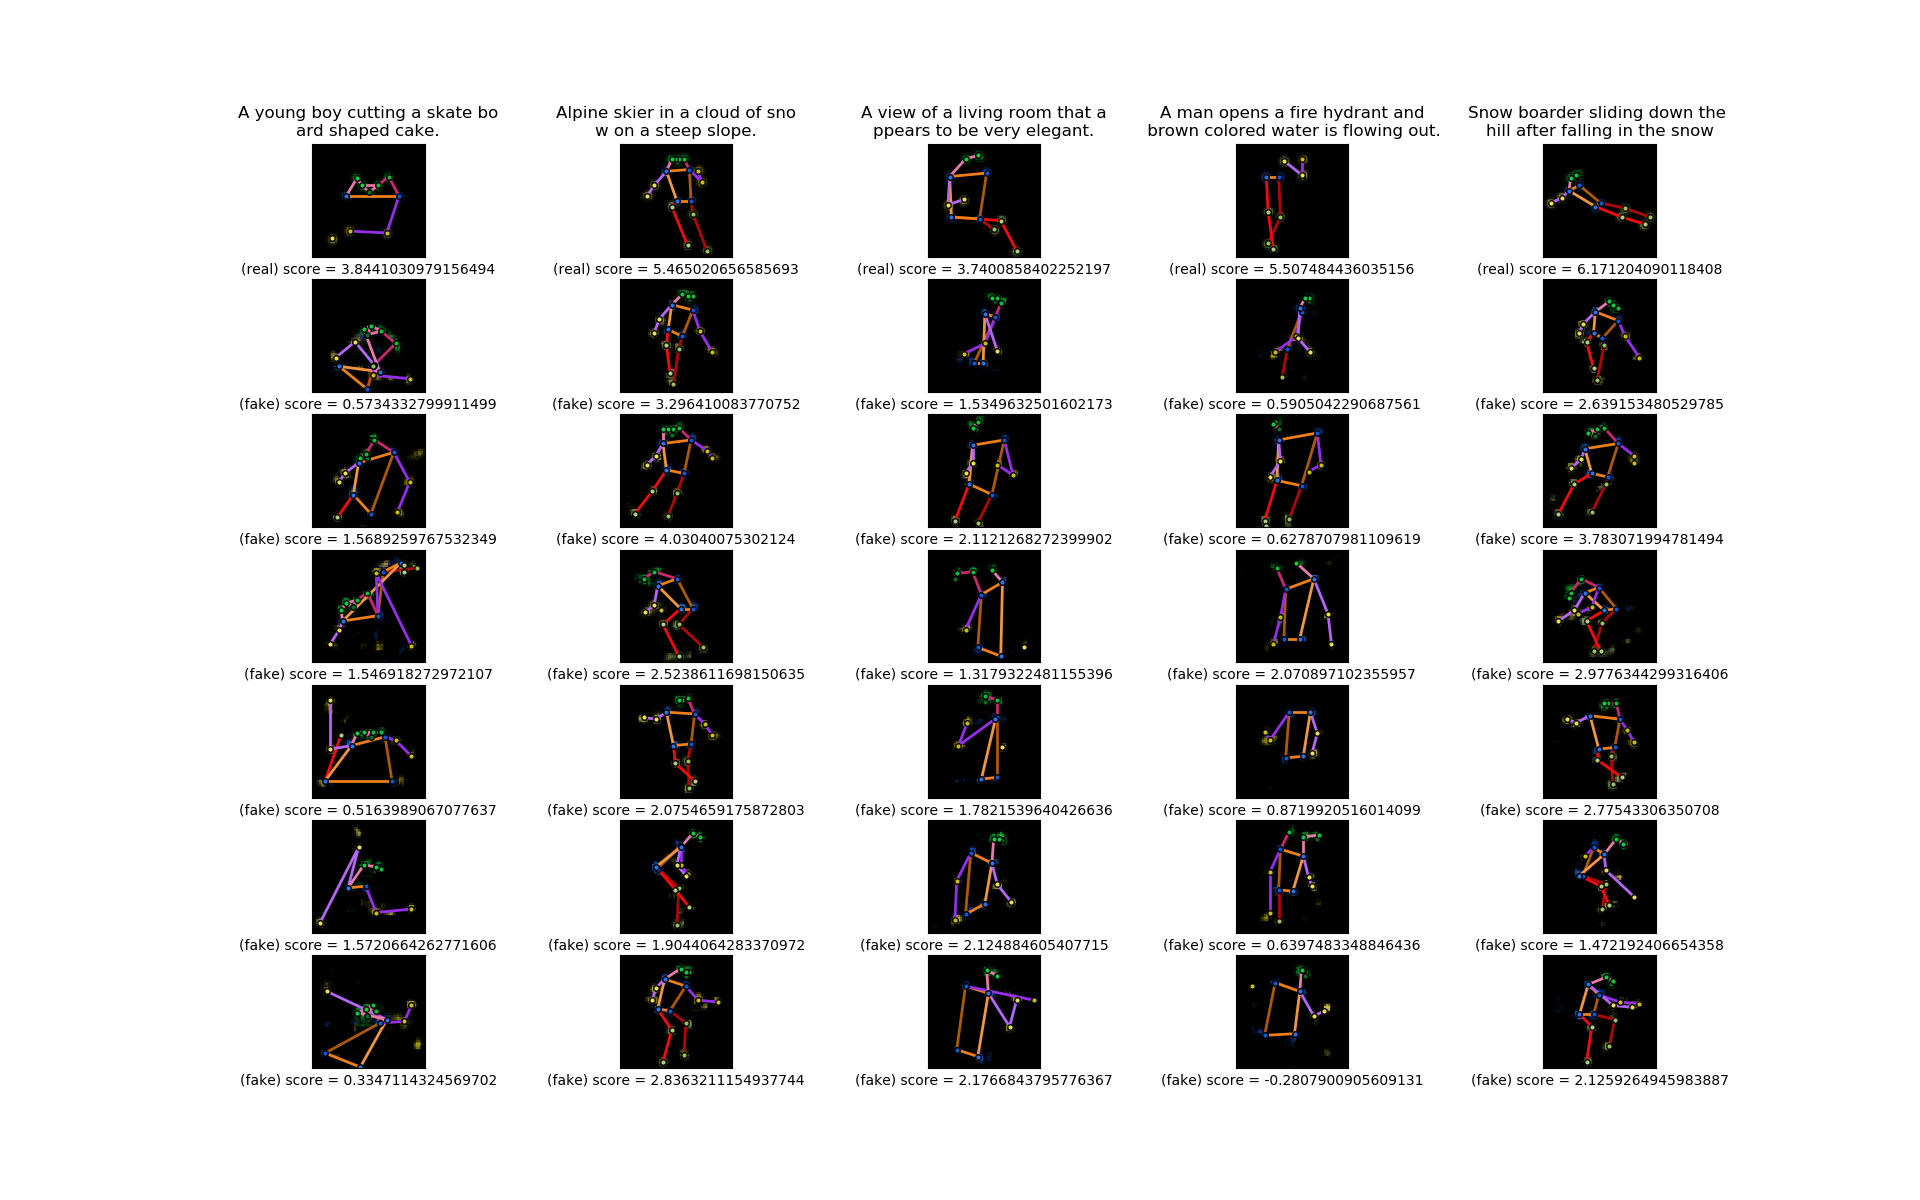 A young boy cutting a skate bo
ard shaped cake.
Alpine skier in a cloud of sno
w on a steep slope.
A view of a living room that a
ppears to be very elegant.
A man opens a fire hydrant and
brown colored water is flowing out.
Snow boarder sliding down the
hill after falling in the snow
(real) score = 3.8441030979156494
(real) score = 5.465020656585693
(real) score = 3.7400858402252197
(real) score = 5.507484436035156
(real) score = 6.171204090118408
(fake) score = 0.5734332799911499
(fake) score = 3.296410083770752
(fake) score = 1.5349632501602173
(fake) score = 0.5905042290687561
(fake) score = 2.639153480529785
(fake) score = 1.5689259767532349
(fake) score = 4.03040075302124
(fake) score = 2.1121268272399902
(fake) score = 0.6278707981109619
(fake) score = 3.783071994781494
(fake) score = 1.546918272972107
(fake) score = 2.5238611698150635
(fake) score = 1.3179322481155396
(fake) score = 2.070897102355957
(fake) score = 2.9776344299316406
(fake) score = 0.5163989067077637
(fake) score = 2.0754659175872803
(fake) score = 1.7821539640426636
(fake) score = 0.8719920516014099
(fake) score = 2.77543306350708
(fake) score = 1.5720664262771606
(fake) score = 1.9044064283370972
(fake) score = 2.124884605407715
(fake) score = 0.6397483348846436
(fake) score = 1.472192406654358
(fake) score = 0.3347114324569702
(fake) score = 2.8363211154937744
(fake) score = 2.1766843795776367
(fake) score = -0.2807900905609131
(fake) score = 2.1259264945983887